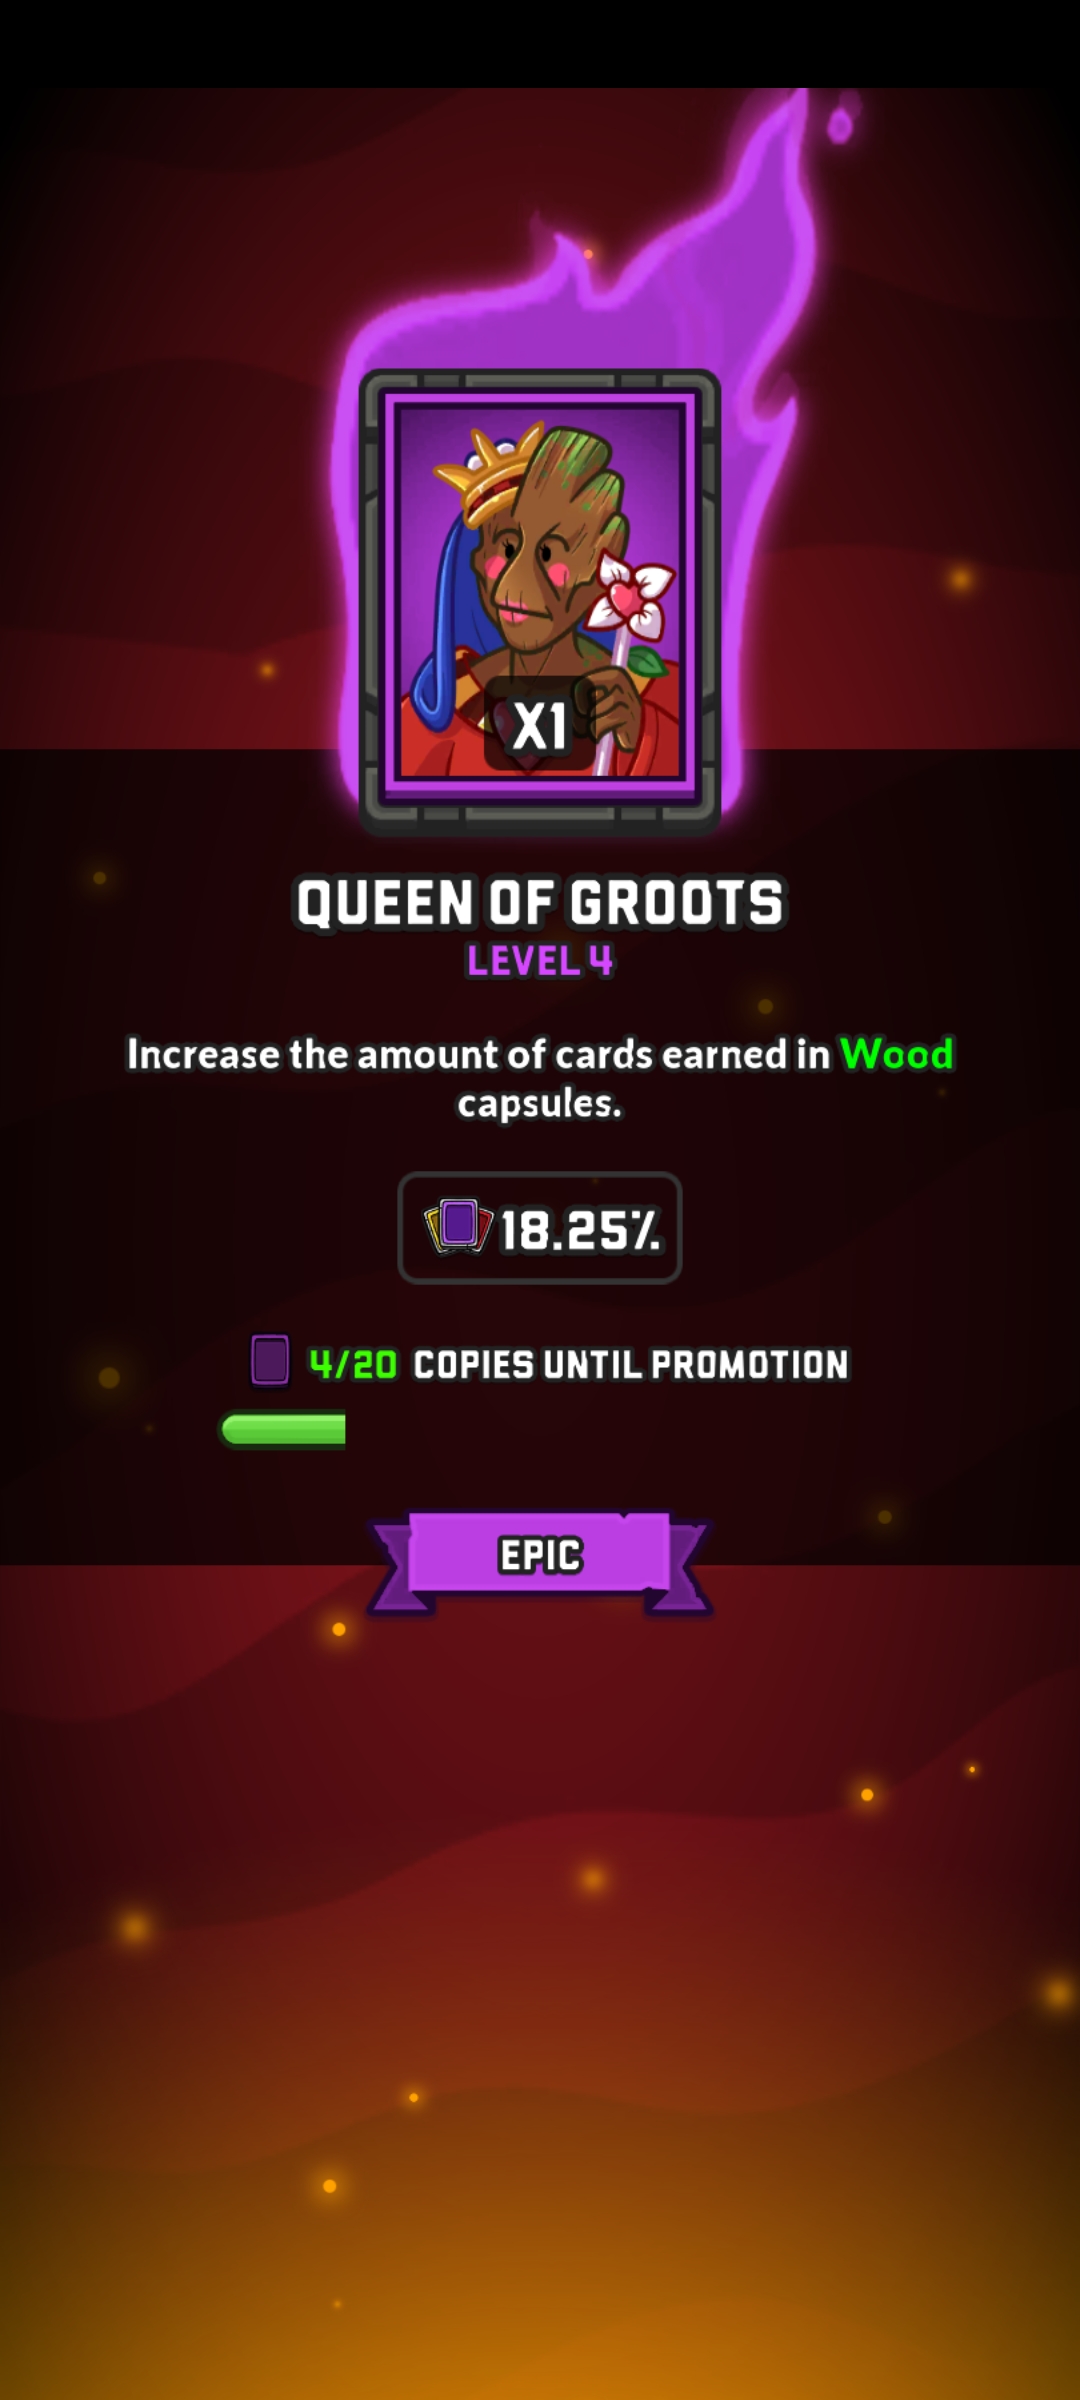 X1
QUEEN OF GROOTS
LEVEL 4
Increase the amount of cards earned in Wood
capsules.
18.25%
4/20 COPIES UNTIL PROMOTION
EPIC